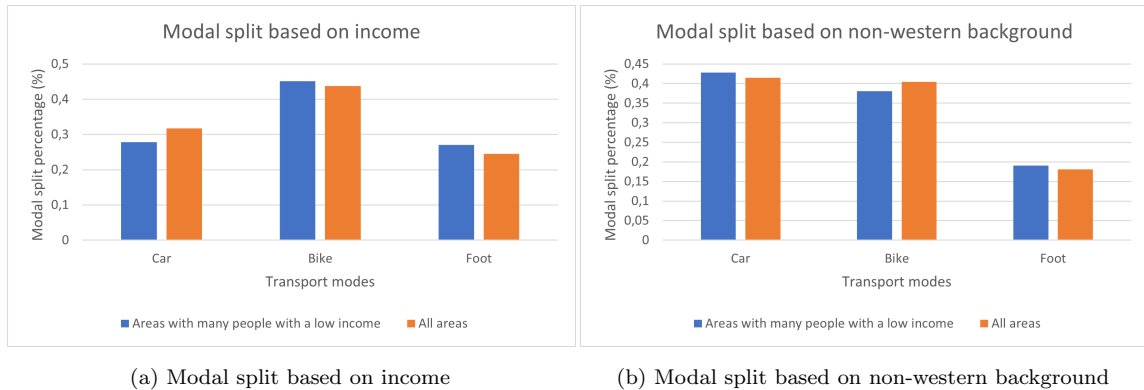 Modal split based on income
Modal split percentage (%)
0,5
0,4
0,3
0,2
0,1
0
Car Bike Foot
Transport modes
Areas with many people with a low income All areas
(a) Modal split based on income
Modal split based on non-western background
Modal split percentage (%)
0,45
0,4
0,35
0,3
0,25
0,2
0,15
0,1
0,05
0
Car Bike Foot
Transport modes
Areas with many people with a low income All areas
(b) Modal split based on non-western background